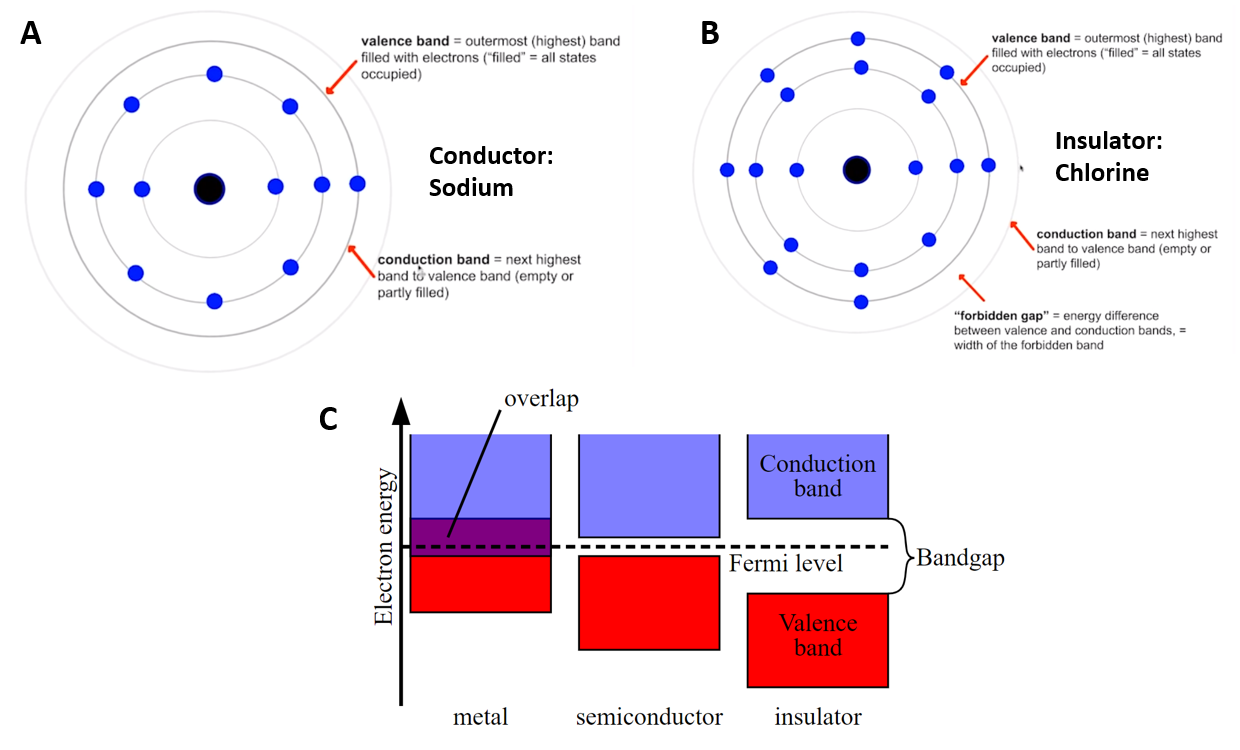 A
valence band = outermost (highest) band
filled with electrons ("filled" = all states
occupied)
Conductor:
Sodium
conduction band = next highest
band to valence band (empty or
partly filled)
B
valence band = outermost (highest) band
filled with electrons ("filled" = all states
occupied)
Insulator:
Chlorine
conduction band = next highest
band to valence band (empty or
partly filled)
"forbidden gap" = energy difference
between valence and conduction bands, =
width of the forbidden band
C
overlap
Electron energy
Conduction
band
Fermi level
Bandgap
Valence
band
metal
semiconductor
insulator